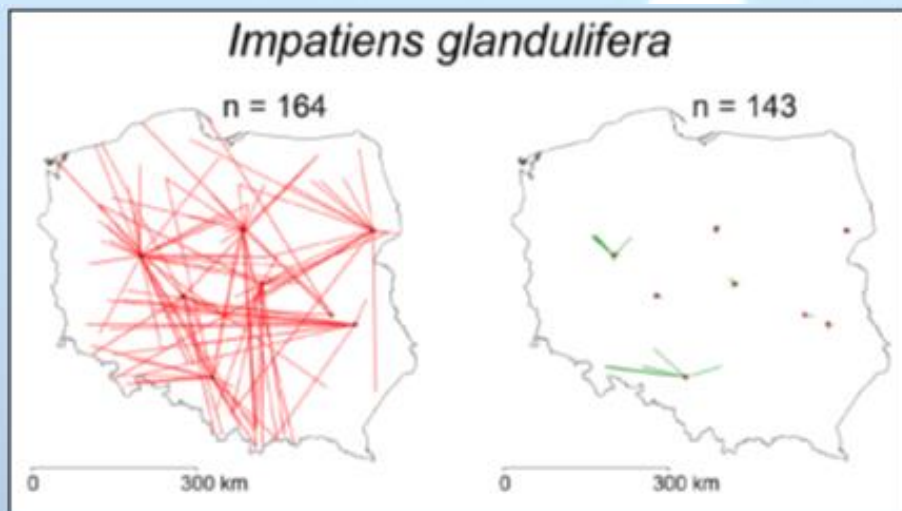 Impatiens glandulifera
n = 164
n = 143
0 300 km
0 300 km